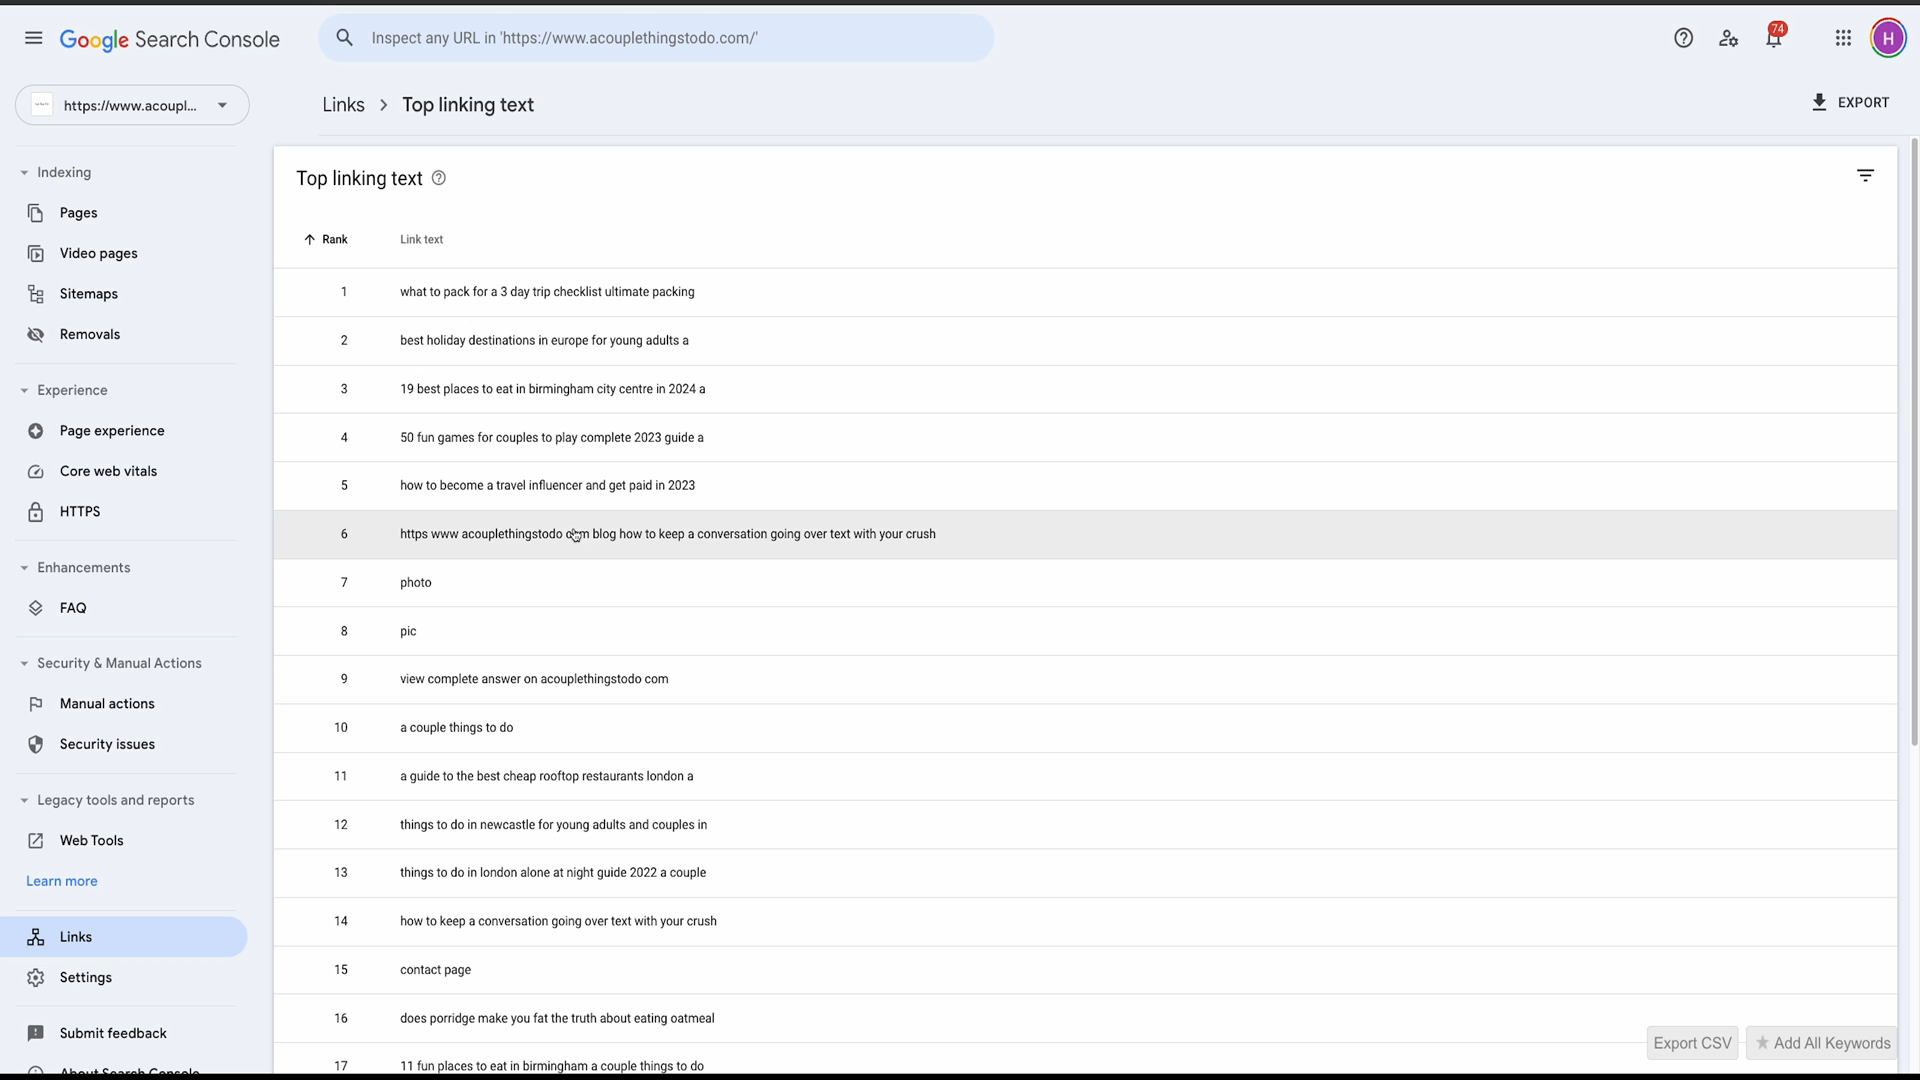 Google Search Console
Inspect any URL in 'https://www.acouplethingstodo.com/'
74
H
https://www.acoupl...
Links > Top linking text
EXPORT
Indexing
Pages
Video pages
Sitemaps
Removals
Experience
Page experience
Core web vitals
HTTPS
Enhancements
FAQ
Security & Manual Actions
Manual actions
Security issues
Legacy tools and reports
Web Tools
Learn more
Links
Settings
Submit feedback
About Search Console
Top linking text
Rank Link text
1 what to pack for a 3 day trip checklist ultimate packing
2 best holiday destinations in europe for young adults a
3 19 best places to eat in birmingham city centre in 2024 a
4 50 fun games for couples to play complete 2023 guide a
5 how to become a travel influencer and get paid in 2023
6 https www acouplethingstodo com blog how to keep a conversation going over text with your crush
7 photo
8 pic
9 view complete answer on acouplethingstodo com
10 a couple things to do
11 a guide to the best cheap rooftop restaurants london a
12 things to do in newcastle for young adults and couples in
13 things to do in london alone at night guide 2022 a couple
14 how to keep a conversation going over text with your crush
15 contact page
16 does porridge make you fat the truth about eating oatmeal
17 11 fun places to eat in birmingham a couple things to do
Export CSV
Add All Keywords